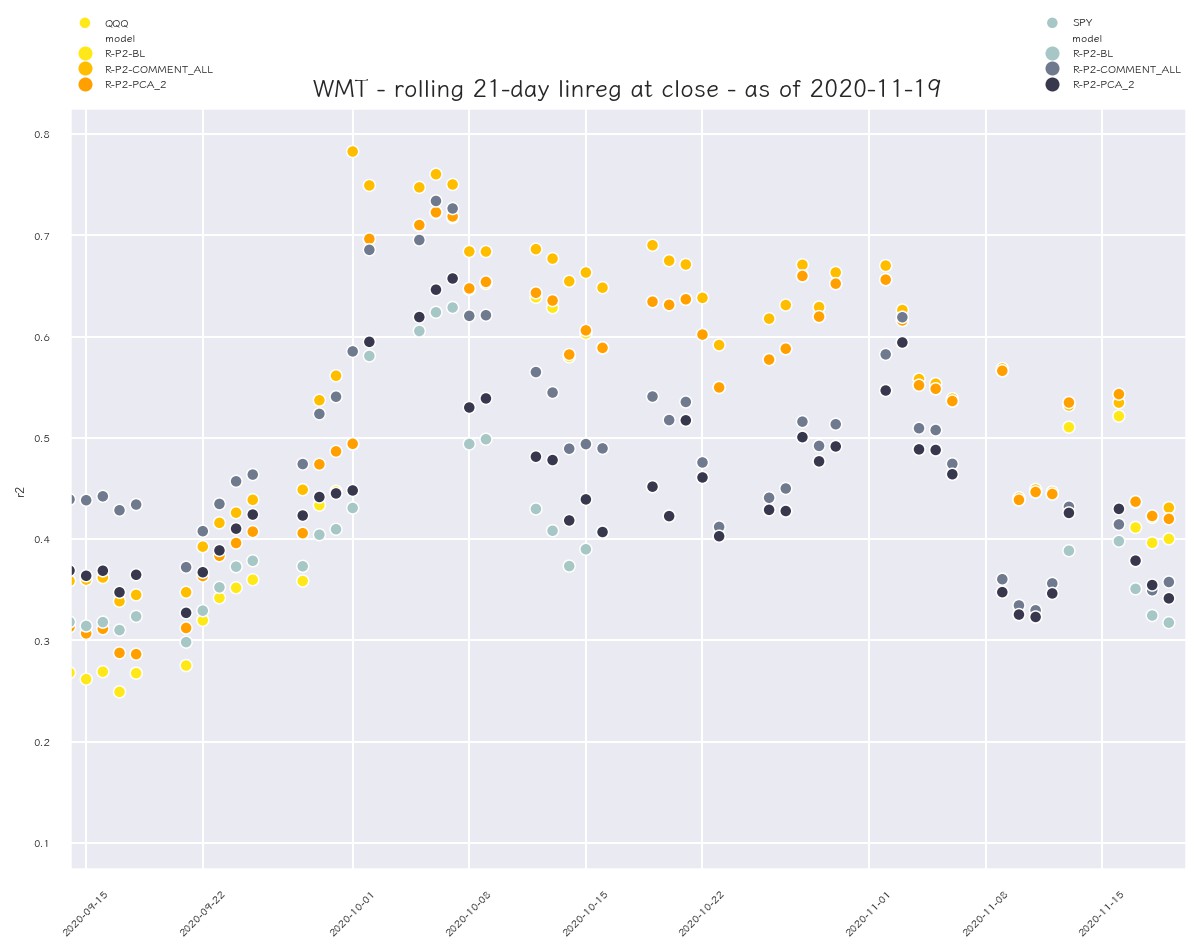 QQQ
model
R-P2-BL
R-P2-COMMENT_ALL
R-P2-PCA_2
SPY
model
R-P2-BL
R-P2-COMMENT_ALL
R-P2-PCA_2
WMT - rolling 21-day linreg at close - as of 2020-11-19
0.8
0.7
0.6
0.5
0.4
0.3
0.2
0.1
r2
2020-09-15
2020-09-22
2020-10-01
2020-10-08
2020-10-15
2020-10-22
2020-11-01
2020-11-08
2020-11-15